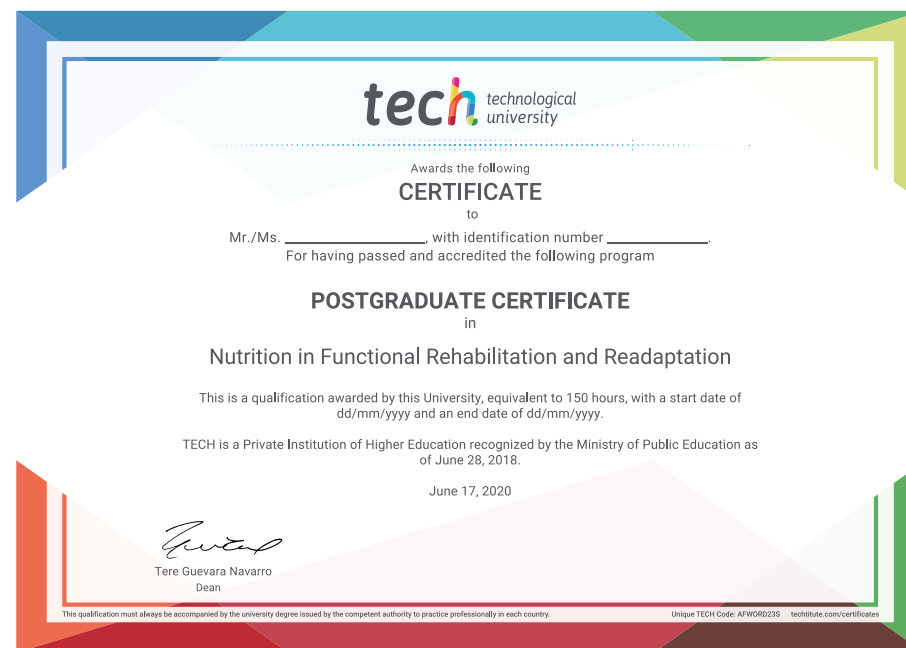 tech technological
university
Awards the following
CERTIFICATE
to
Mr./Ms. ____________________, with identification number ______________.
For having passed and accredited the following program
POSTGRADUATE CERTIFICATE
in
Nutrition in Functional Rehabilitation and Readaptation
This is a qualification awarded by this University, equivalent to 150 hours, with a start date of
dd/mm/yyyy and an end date of dd/mm/yyyy.
TECH is a Private Institution of Higher Education recognized by the Ministry of Public Education as
of June 28, 2018.
June 17, 2020
Tere Guevara Navarro
Dean
This qualification must always be accompanied by the university degree issued by the competent authority to practice professionally in each country. Unique TECH Code: AFWORD23S techtitute.com/certificates